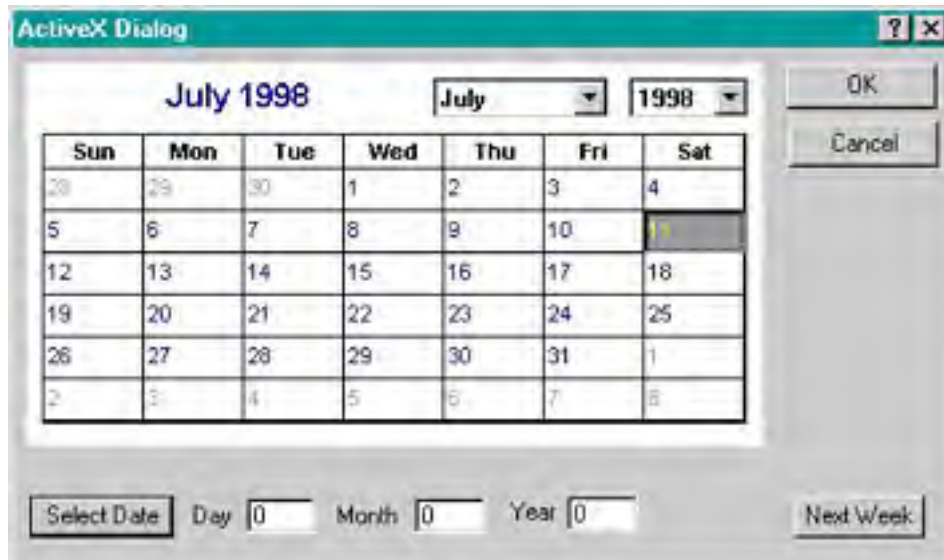 ActiveX Dialog
? ×
July 1998 July 1998
OK
Cancel
Sun Mon Tue Wed Thu Fri Sat
28 29 30 1 2 3 4
5 6 7 8 9 10 11
12 13 14 15 16 17 18
19 20 21 22 23 24 25
26 27 28 29 30 31 1
2 3 4 5 6 7 8
Select Date Day 0 Month 0 Year 0 Next Week